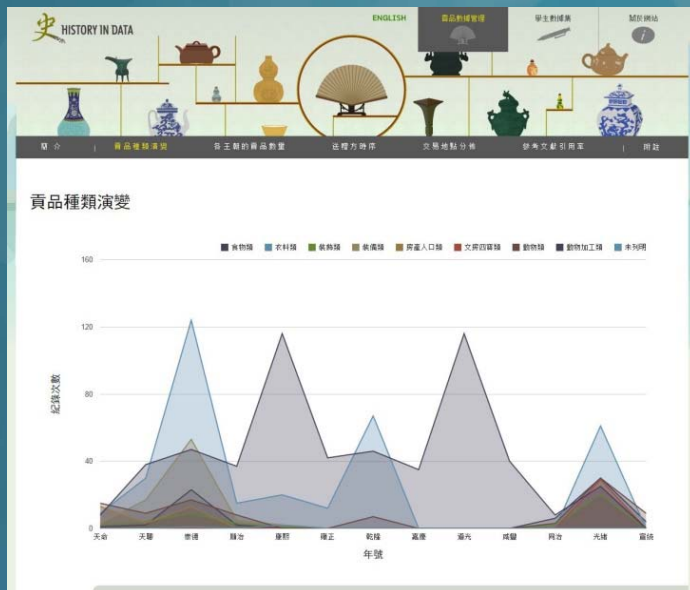 史 HISTORY IN DATA
ENGLISH
貢品數據管理
學生數據集
關於網站
簡介 | 貢品種類演變 各王朝的貢品數量 送禮方時序 交易地點分佈 參考文獻引用率 | 附註
貢品種類演變
食物類 衣料類 裝飾類 裝備類 房產人口類 文房四寶類 動物類 動物加工類 未列明
160
120
80
40
0
紀錄次數
天命 天聰 崇德 順治 康熙 雍正 乾隆 嘉慶 道光 咸豐 同治 光緒 宣統
年號